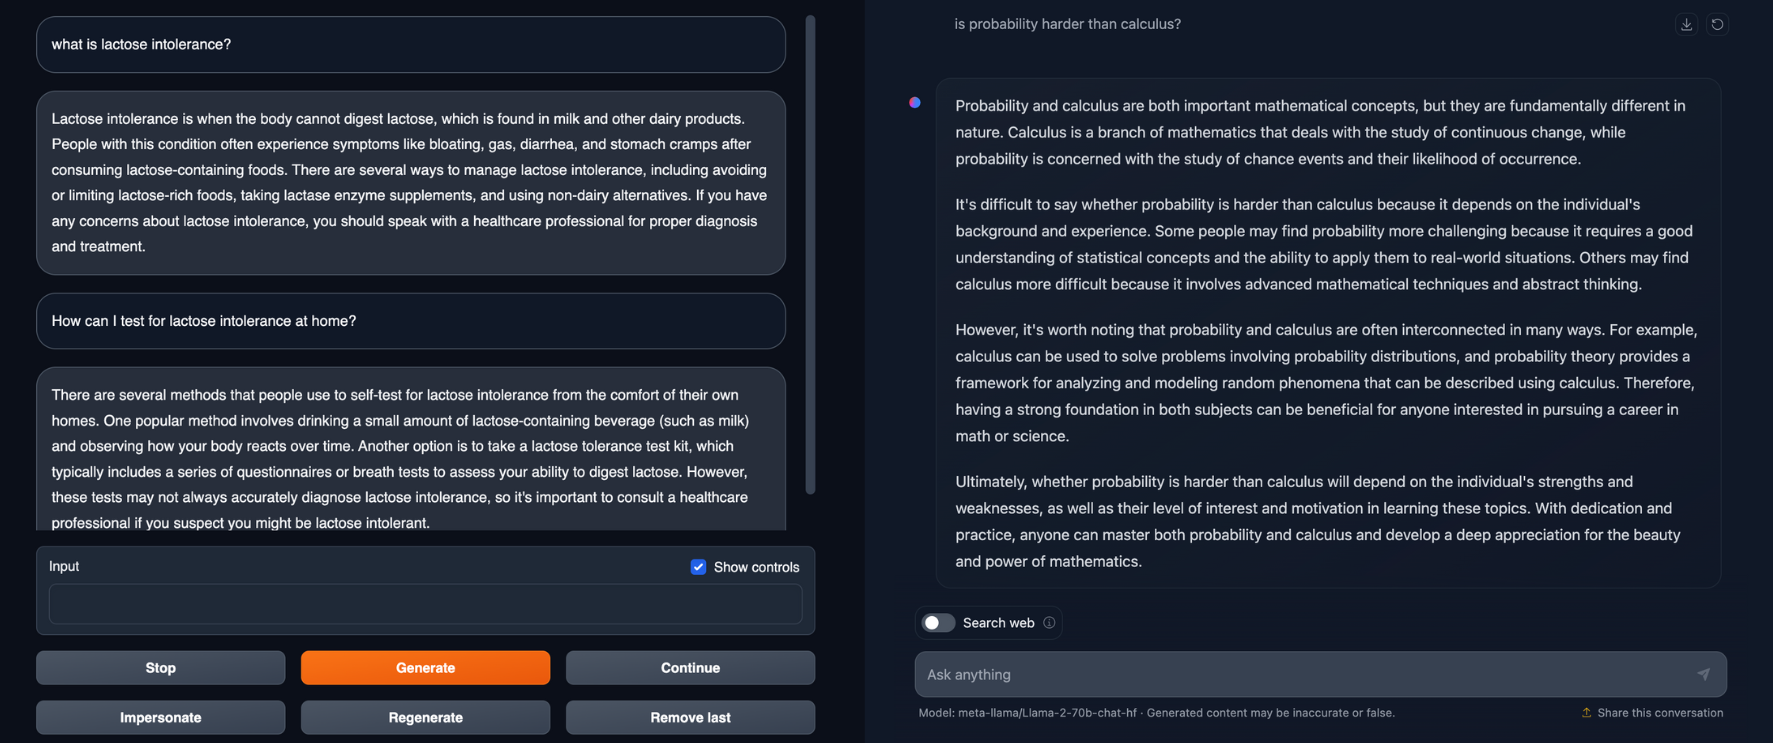 what is lactose intolerance?
Lactose intolerance is when the body cannot digest lactose, which is found in milk and other dairy products.
People with this condition often experience symptoms like bloating, gas, diarrhea, and stomach cramps after
consuming lactose-containing foods. There are several ways to manage lactose intolerance, including avoiding
or limiting lactose-rich foods, taking lactase enzyme supplements, and using non-dairy alternatives. If you have
any concerns about lactose intolerance, you should speak with a healthcare professional for proper diagnosis
and treatment.
How can I test for lactose intolerance at home?
There are several methods that people use to self-test for lactose intolerance from the comfort of their own
homes. One popular method involves drinking a small amount of lactose-containing beverage (such as milk)
and observing how your body reacts over time. Another option is to take a lactose tolerance test kit, which
typically includes a series of questionnaires or breath tests to assess your ability to digest lactose. However,
these tests may not always accurately diagnose lactose intolerance, so it's important to consult a healthcare
professional if you suspect you might be lactose intolerant.
Input
Show controls
Stop
Generate
Continue
Impersonate
Regenerate
Remove last
is probability harder than calculus?
Probability and calculus are both important mathematical concepts, but they are fundamentally different in
nature. Calculus is a branch of mathematics that deals with the study of continuous change, while
probability is concerned with the study of chance events and their likelihood of occurrence.
It's difficult to say whether probability is harder than calculus because it depends on the individual's
background and experience. Some people may find probability more challenging because it requires a good
understanding of statistical concepts and the ability to apply them to real-world situations. Others may find
calculus more difficult because it involves advanced mathematical techniques and abstract thinking.
However, it's worth noting that probability and calculus are often interconnected in many ways. For example,
calculus can be used to solve problems involving probability distributions, and probability theory provides a
framework for analyzing and modeling random phenomena that can be described using calculus. Therefore,
having a strong foundation in both subjects can be beneficial for anyone interested in pursuing a career in
math or science.
Ultimately, whether probability is harder than calculus will depend on the individual's strengths and
weaknesses, as well as their level of interest and motivation in learning these topics. With dedication and
practice, anyone can master both probability and calculus and develop a deep appreciation for the beauty
and power of mathematics.
Search web
Ask anything
Model: meta-llama/Llama-2-70b-chat-hf · Generated content may be inaccurate or false.
Share this conversation